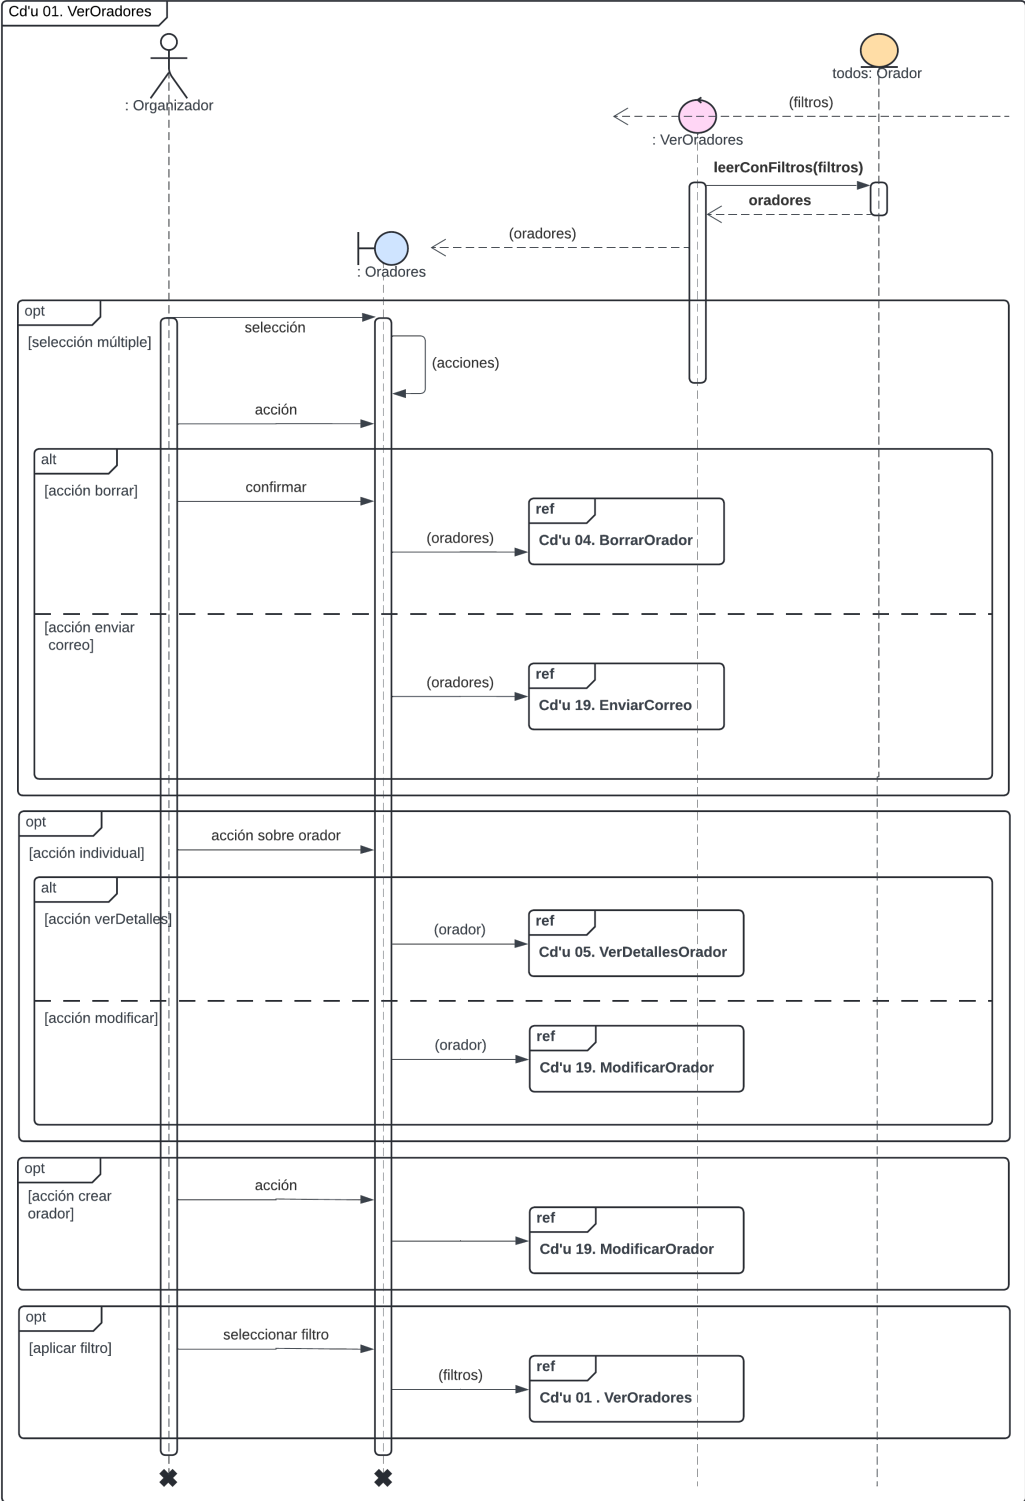 Cd'u 01. VerOradores
: Organizador
todos: Orador
(filtros)
: VerOradores
leerConFiltros(filtros)
oradores
(oradores)
: Oradores
opt
[selección múltiple]
selección
(acciones)
acción
alt
[acción borrar]
confirmar
ref
Cd'u 04. BorrarOrador
(oradores)
[acción enviar
correo]
ref
Cd'u 19. EnviarCorreo
(oradores)
opt
[acción individual]
acción sobre orador
alt
[acción verDetalles]
ref
Cd'u 05. VerDetallesOrador
(orador)
[acción modificar]
ref
Cd'u 19. ModificarOrador
(orador)
opt
[acción crear
orador]
acción
ref
Cd'u 19. ModificarOrador
opt
[aplicar filtro]
seleccionar filtro
ref
Cd'u 01 . VerOradores
(filtros)